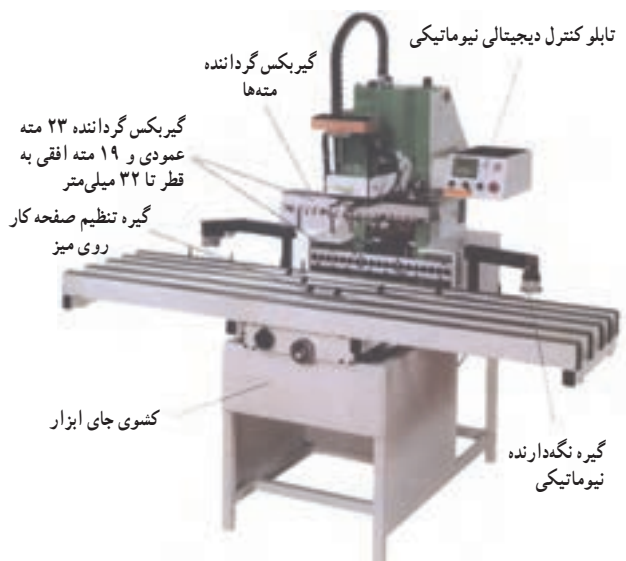 تابلو کنترل دیجیتالی نیوماتیکی
گیربکس گرداننده
مته‌ها
گیربکس گرداننده ۲۳ مته
عمودی و ۱۹ مته افقی به
قطر تا ۳۲ میلی‌متر
گیره تنظیم صفحه کار
روی میز
کشوی جای ابزار
گیره نگه‌دارنده
نیوماتیکی